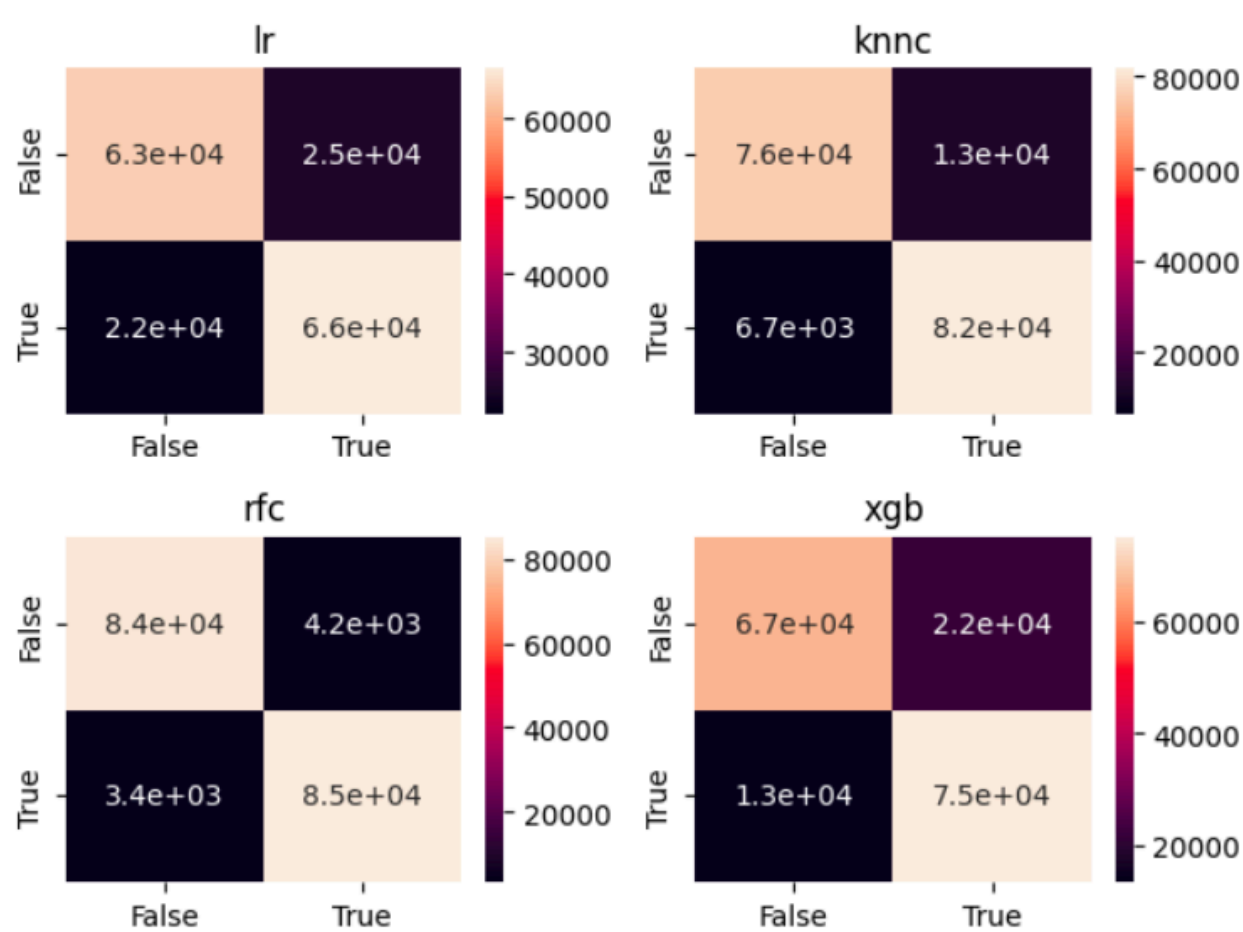 lr
False
6.3e+04 2.5e+04
True
2.2e+04 6.6e+04
False True
60000
50000
40000
30000
knnc
False
7.6e+04 1.3e+04
True
6.7e+03 8.2e+04
False True
80000
60000
40000
20000
rfc
False
8.4e+04 4.2e+03
True
3.4e+03 8.5e+04
False True
80000
60000
40000
20000
xgb
False
6.7e+04 2.2e+04
True
1.3e+04 7.5e+04
False True
60000
40000
20000